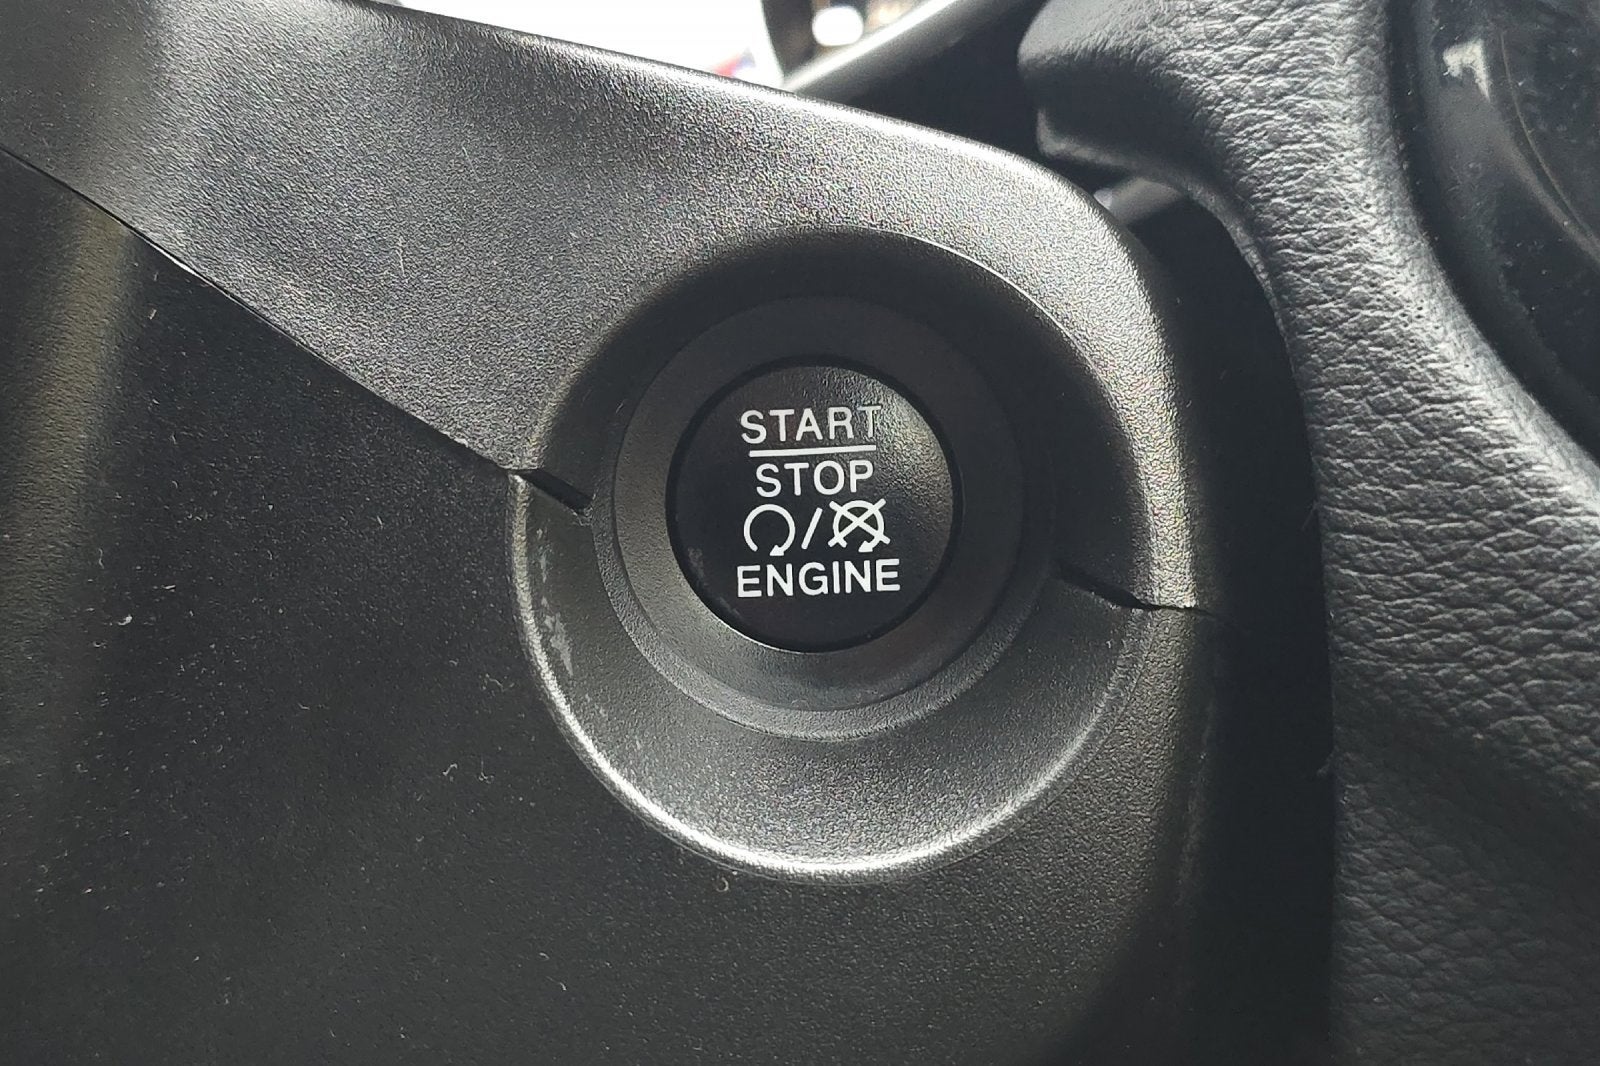 START
STOP
/
ENGINE